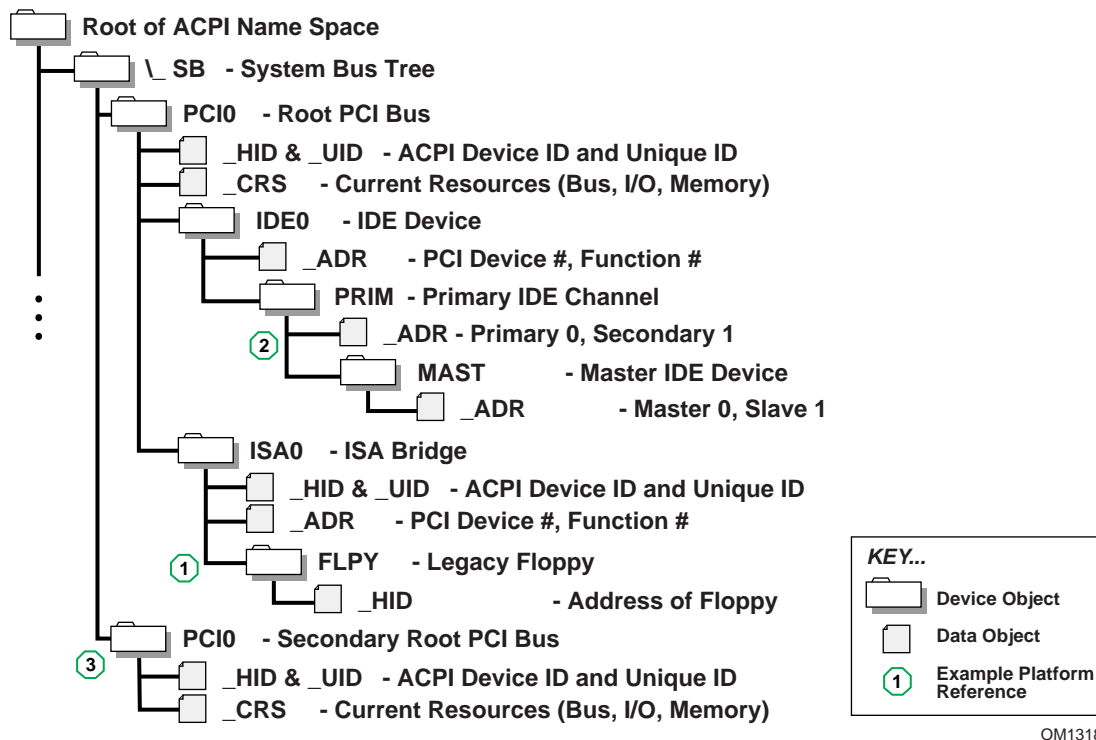 Root of ACPI Name Space
\_ SB - System Bus Tree
PCI0 - Root PCI Bus
_HID & _UID - ACPI Device ID and Unique ID
_CRS - Current Resources (Bus, I/O, Memory)
IDE0 - IDE Device
_ADR - PCI Device #, Function #
PRIM - Primary IDE Channel
2
_ADR - Primary 0, Secondary 1
MAST - Master IDE Device
_ADR - Master 0, Slave 1
ISA0 - ISA Bridge
_HID & _UID - ACPI Device ID and Unique ID
_ADR - PCI Device #, Function #
1
FLPY - Legacy Floppy
_HID - Address of Floppy
3
PCI0 - Secondary Root PCI Bus
_HID & _UID - ACPI Device ID and Unique ID
_CRS - Current Resources (Bus, I/O, Memory)
KEY...
Device Object
Data Object
1
Example Platform
Reference
OM1318